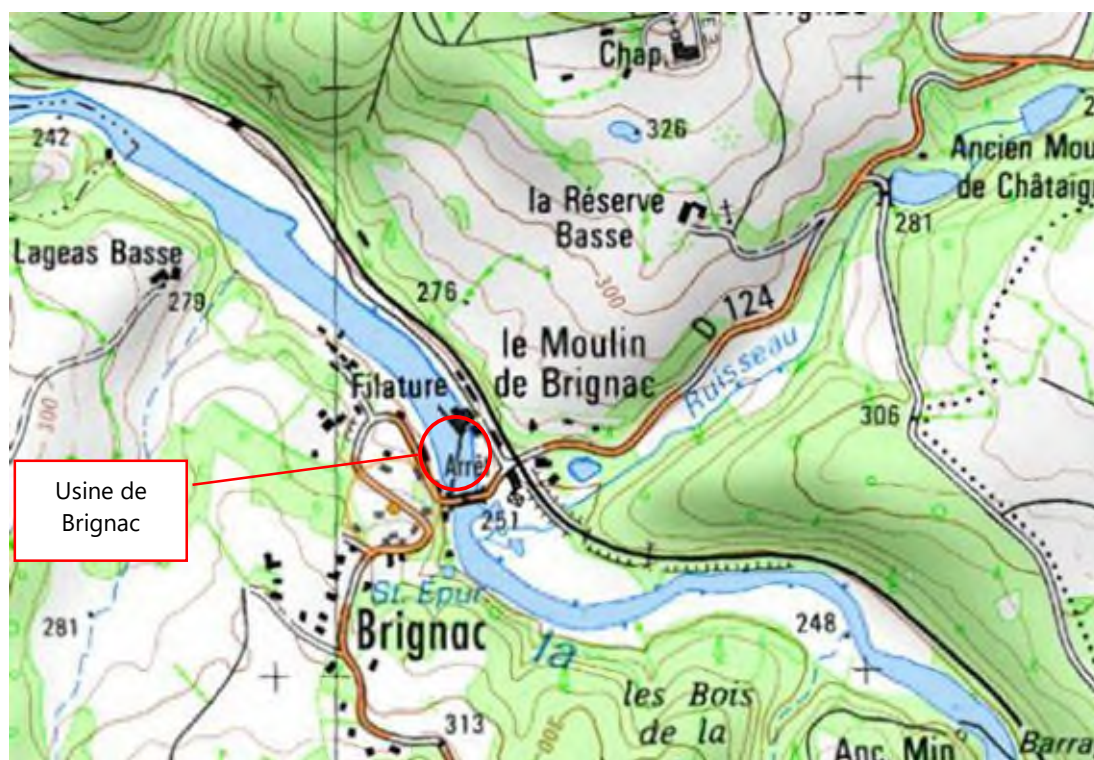 Chap.
326
242
Ancien Mou
de Châtaig
la Réserve
Basse
281
Lageas Basse
279
276
300
D 124
le Moulin
de Brignac
Ruisseau
Filature
300
306
Arrêt
Usine de
Brignac
251
St. Épur.
281
Brignac
la
248
les Bois
de la
313
300
Anc. Min
Barra